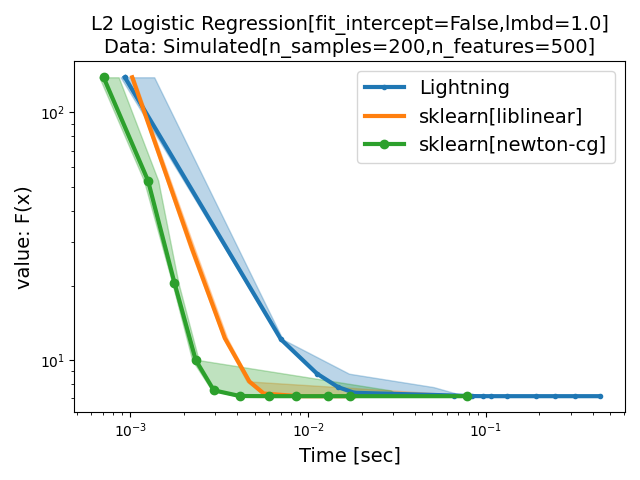 L2 Logistic Regression[fit_intercept=False,lmbd=1.0]
Data: Simulated[n_samples=200,n_features=500]
Lightning
sklearn[liblinear]
sklearn[newton-cg]
value: F(x)
10²
10¹
10⁻³
10⁻²
10⁻¹
Time [sec]